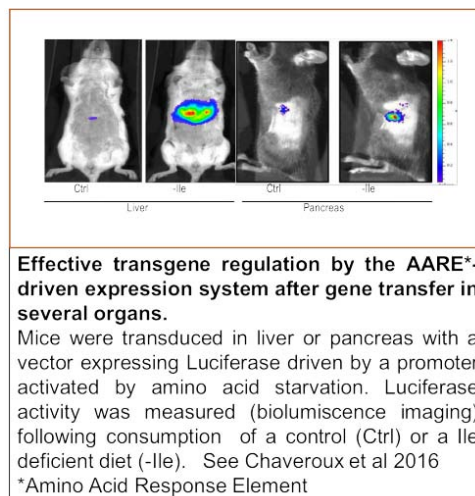 Ctrl -Ile Ctrl -Ile
Liver Pancreas
Effective transgene regulation by the AARE*-
driven expression system after gene transfer in
several organs.
Mice were transduced in liver or pancreas with a
vector expressing Luciferase driven by a promoter
activated by amino acid starvation. Luciferase
activity was measured (biolumiscence imaging)
following consumption of a control (Ctrl) or a Ile
deficient diet (-Ile). See Chaveroux et al 2016
*Amino Acid Response Element